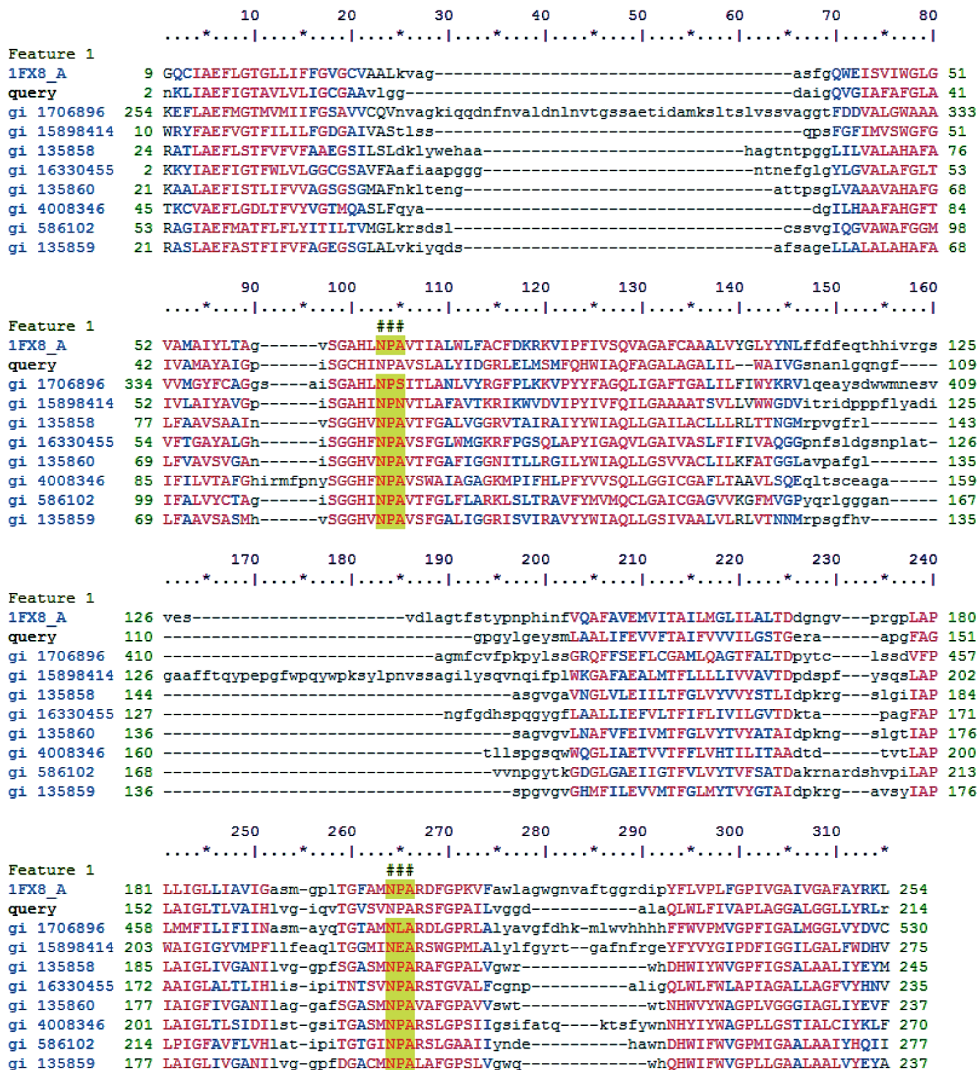 10 20 30 40 50 60 70 80
....*....|....*....|....*....|....*....|....*....|....*....|....*....|....*....|
Feature 1
1FX8_A 9 GQCIAEFLGTGLLIFFGVGCVAALkvag-------------------------------------asfgQWEISVIWGLG 51
query 2 nKLIAEFIGTAVLVLIGCGAAvlgg----------------------------------------daigQVGIAFAFGLA 41
gi 1706896 254 KEFLAEFMGTMVMIIFGSAVVCQVnvagkiqqdnfnvaldnlnvtgssaetidamksltslvssvaggtFDDVALGWAAA 333
gi 15898414 10 WRYFAEVFGTFILILFGDGAIVAStlss--------------------------------------qpsFGFIMVSWGFG 51
gi 135858 24 RATLAEFLSTFVFVFAAEGSILSLdklywehaa---------------------------hagtntpggLILVALAHAFA 76
gi 16330455 2 KKYIAEFIGTFWLVLGGCGSAVFAafiaapggg----------------------------ntnefglgYLGVALAFGLT 53
gi 135860 21 KAALAEFISTLIFVVAGSGSGMAFnklteng--------------------------------attpsgLVAAAVAHAFG 68
gi 4008346 45 TKCVAEFLGDLTFVYVGTMQASLFqya----------------------------------------dgILHAAFAHGFT 84
gi 586102 53 RAGIAEFMATFLFLYITILTVMGLkrsdsl----------------------------------cssvgIQGVAWAFGGM 98
gi 135859 21 RASLAEFASTFIFVFAGEGSGLALvkiyqds--------------------------------afsageLLALALAHAFA 68
90 100 110 120 130 140 150 160
....*....|....*....|....*....|....*....|....*....|....*....|....*....|....*....|
Feature 1 ###
1FX8_A 52 VAMAIYLTAg------vSGAHLNPAVTIALWLFACFDKRKVIPFIVSQVAGAFCAAALVYGLYYNLffdfeqthhivrgs 125
query 42 IVAMAYAIGp------iSGCHINPAVSLALYIDGRLELMSMFQHWIAQFAGALAGALIL--WAIVGnsanlgqngf---- 109
gi 1706896 334 VVMGYFCAGgs----aiSGAHLNPSITLANLVYRGFPLKKVPYYFAGQLIGAFTGALILFIWYKRVlqeaysdwwmnesv 409
gi 15898414 52 IVLAIYAVGp------iSGAHINPNVTLAFAVTKRIKWVDVIPYIVFQILGAAAATSVLLVWWGDVitridpppflyadi 125
gi 135858 77 LFAAVSAAIn------vSGGHVNPAVTFGALVGGRVTAIRAIYYWIAQLLGAILACLLLRLTTNGMrpvgfrl------- 143
gi 16330455 54 VFTGAYALGh------iSGGHFNPAVSFGLWMGKRFPGSQLAPYIGAQVLGAIVASLFIFIVAQGGpnfsldgsnplat- 126
gi 135860 69 LFVAVSVGAn------iSGGHVNPAVTFGAFIGGNITLLRGILYWIAQLLGSVVACLILKFATGGLavpafgl------- 135
gi 4008346 85 IFILVTAFGhirmfpnySGGHFNPAVSWAIAGAGKMPIFHLPFYVVSQLLGGICGAFLTAAVLSQEqltsceaga----- 159
gi 586102 99 IFALVYCTAg------iSGGHINPAVTFGLFLARKLSLTRAVFYMVMQCLGAICGAGVVKGFMVGPyqrlgggan----- 167
gi 135859 69 LFAAVSASMh------vSGGHVNPAVSFGALIGGRISVIRAVYYWIAQLLGSIVAALVLRLVTNNMrpsgfhv------- 135
170 180 190 200 210 220 230 240
....*....|....*....|....*....|....*....|....*....|....*....|....*....|....*....|
Feature 1
1FX8_A 126 ves----------------------vdlagtfstypnphinfVQAFAVEMVITAILMGLILALTDdgngv---prgpLAP 180
query 110 --------------------------------gpgylgeysmLAALIFEVVFTAIFVVVILGSTGera-----apgFAG 151
gi 1706896 410 ----------------------------agmfcvfpkpylssGRQFFSEFLCGAMLQAGTFALTDpytc----lssdVFP 457
gi 15898414 126 gaafftqypepgfwpqywpksylpnvssagilysqvnqifplWKGAFAEALMTFLLLLIVVAVTDpdspf---ysqsLAP 202
gi 135858 144 ------------------------------------asgvgaVNGLVLEIILTFGLVYVVYSTLIdpkrg---slgiIAP 184
gi 16330455 127 -----------------------------ngfgdhspqgygfLAALLIEFVLTFIFLIVILGVTDkta-----pagFAP 171
gi 135860 136 ------------------------------------sagvgvLNAFVFEIVMTFGLVYTVYATAIdpkng---slgtIAP 176
gi 4008346 160 ---------------------------------tllspgsqwWQGLIAETVVTFFLVHTILITAAdtd-----tvtLAP 200
gi 586102 168 ----------------------------------vvnpgytkGDGLGAEIIGTFVLVYTVFSATDakrnardshvpiLAP 213
gi 135859 136 ------------------------------------spgvgvGHMFILEVVMTFGLMYTVYGTAIdpkrg---avsyIAP 176
250 260 270 280 290 300 310
....*....|....*....|....*....|....*....|....*....|....*....|....*....|....*
Feature 1 ###
1FX8_A 181 LLIGLLIAVIGasm-gplTGFAMNPARDFGPKVFawlagwgnvaftggrdipYFLVPLFGPIVGAIVGAFAYRKL 254
query 152 LAIGLTLVAIHlvg-iqvTGVSVNPARSFGPAILvggd-----------alaQLWLFIVAPLAGGALGGLLYRLr 214
gi 1706896 458 LMMFILIFIINasm-ayqTGTAMNLARDLGPRLAlyavgfdhk-mlwvhhhhFFWVPMVGPFIGALMGGLVYDVC 530
gi 15898414 203 WAIGIGYVMPFllfeaqlTGGMINEARSWGPMLAlylfgyrt--gafnfrgeYFYVYGIPDFIGGILGALFWDHV 275
gi 135858 185 LAIGLIVGANIlvg-gpfSGASMNPARAFGPALVgwr------------whDHWIYWVGPFIGSALAALIYEYM 245
gi 16330455 172 AAIGLALTLIHlis-ipiTNTSVNPARSTGVALFcgnp-----------aligQLWLFWLAPIAGALLAGFVYHNV 235
gi 135860 177 IAIGFIVGANIlag-gafSGASMNPAVAFGPAVVswt------------wtNHWVYWAGPLVGGGIAGLIYEVF 237
gi 4008346 201 LAIGLTLSIDIlst-gsiTGASMNPARSLGPSIIgsifatq----ktsfywNNHYIYWAGPLLGSTIALCIYKLF 270
gi 586102 214 LPIGFAVFLVHlat-ipiTGTGINPARSLGAAIIynde---------hawnDHWIFWVGPMIGAALAAIYHQII 277
gi 135859 177 LAIGLIVGANIlvg-gpfDGACMNPALAFGPSLVgwq------------whQHWIFWVGPLLGAALAALVYEYA 237